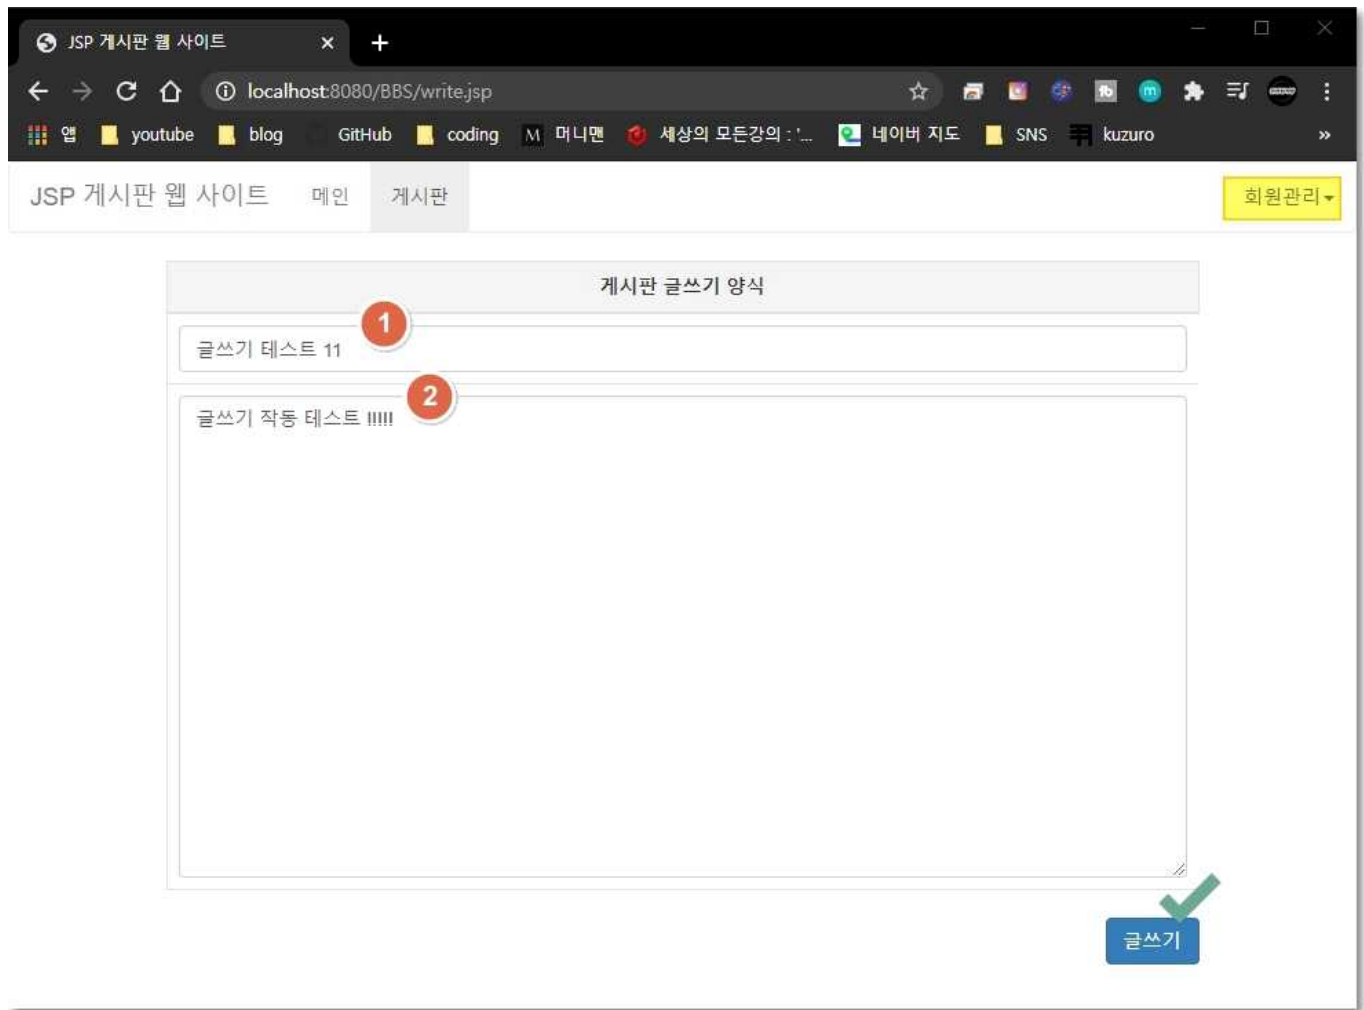 JSP 게시판 웹 사이트
localhost:8080/BBS/write.jsp
앱 youtube blog GitHub coding M 머니맨 세상의 모든강의 : '... 네이버 지도 SNS kuzuro »
JSP 게시판 웹 사이트 메인 게시판 회원관리
게시판 글쓰기 양식
1
글쓰기 테스트 11
2
글쓰기 작동 테스트 !!!!!
글쓰기